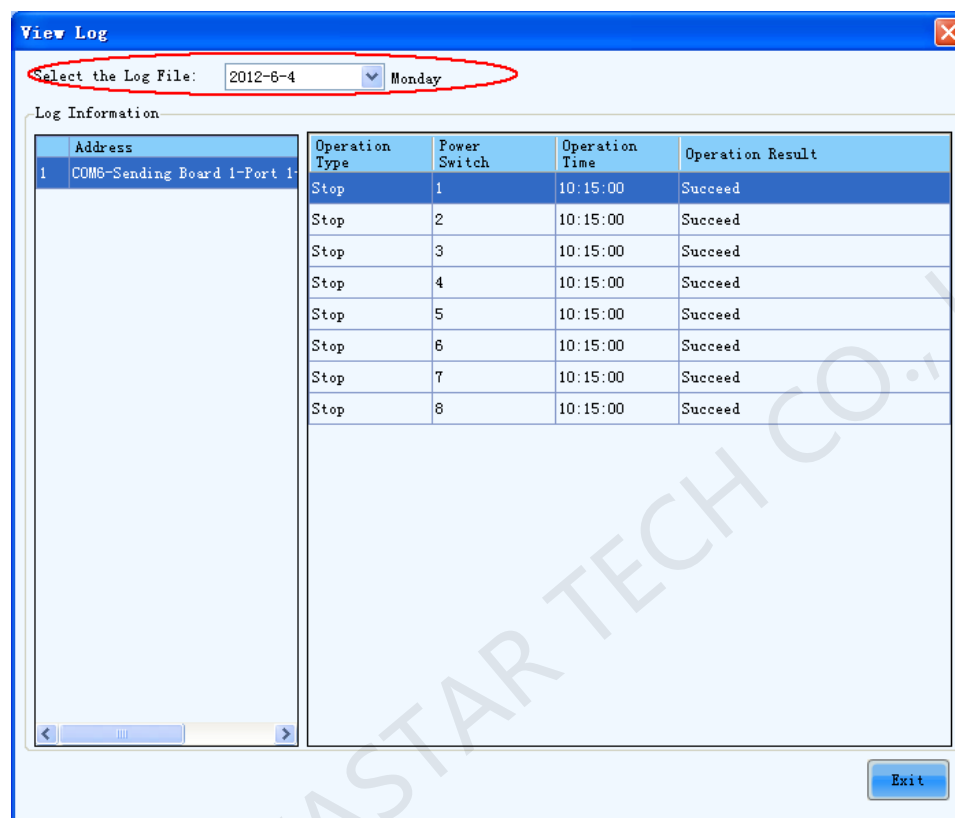 View Log
Select the Log File: 2012-6-4 Monday
Log Information
Address
1 COM6-Sending Board 1-Port 1-
Operation Type Power Switch Operation Time Operation Result
Stop 1 10:15:00 Succeed
Stop 2 10:15:00 Succeed
Stop 3 10:15:00 Succeed
Stop 4 10:15:00 Succeed
Stop 5 10:15:00 Succeed
Stop 6 10:15:00 Succeed
Stop 7 10:15:00 Succeed
Stop 8 10:15:00 Succeed
Exit
TECH CO.,